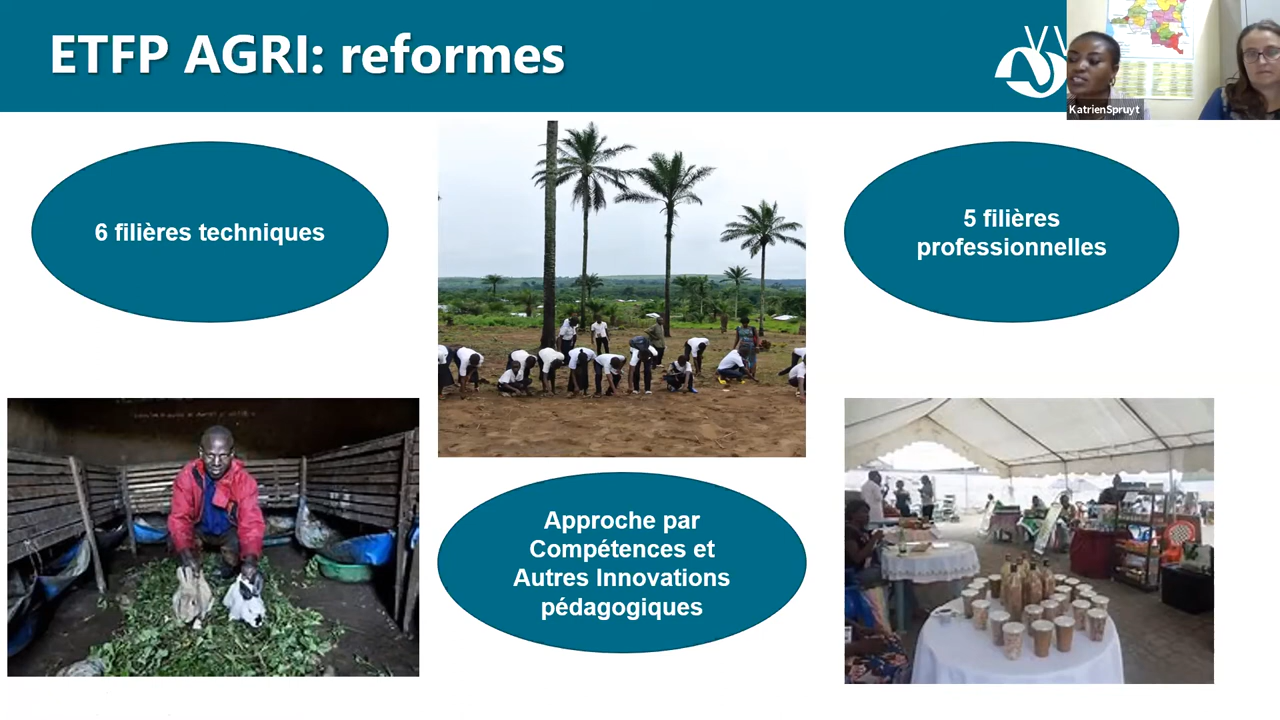 ETFP AGRI: reformes
KatrienSpruyt
6 filières techniques
5 filières
professionnelles
Approche par
Compétences et
Autres Innovations
pédagogiques